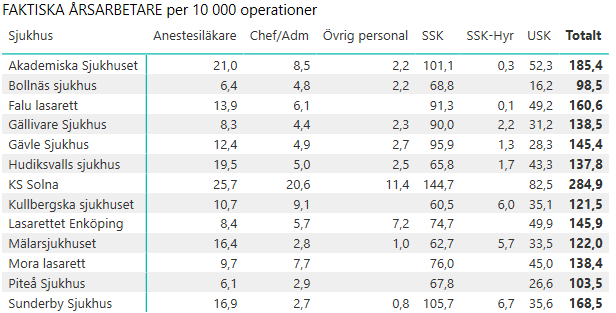 FAKTISKA ÅRSARBETARE per 10 000 operationer
Sjukhus Anestesiläkare Chef/Adm Övrig personal SSK SSK-Hyr USK Totalt
Akademiska Sjukhuset 21,0 8,5 2,2 101,1 0,3 52,3 185,4
Bollnäs sjukhus 6,4 4,8 2,2 68,8 16,2 98,5
Falu lasarett 13,9 6,1 91,3 0,1 49,2 160,6
Gällivare Sjukhus 8,3 4,4 2,3 90,0 2,2 31,2 138,5
Gävle Sjukhus 12,4 4,9 2,7 95,9 1,3 28,3 145,4
Hudiksvalls sjukhus 19,5 5,0 2,5 65,8 1,7 43,3 137,8
KS Solna 25,7 20,6 11,4 144,7 82,5 284,9
Kullbergska sjukhuset 10,7 9,1 60,5 6,0 35,1 121,5
Lasarettet Enköping 8,4 5,7 7,2 74,7 49,9 145,9
Mälarsjukhuset 16,4 2,8 1,0 62,7 5,7 33,5 122,0
Mora lasarett 9,7 7,7 76,0 45,0 138,4
Piteå Sjukhus 6,1 2,9 67,8 26,6 103,5
Sunderby Sjukhus 16,9 2,7 0,8 105,7 6,7 35,6 168,5